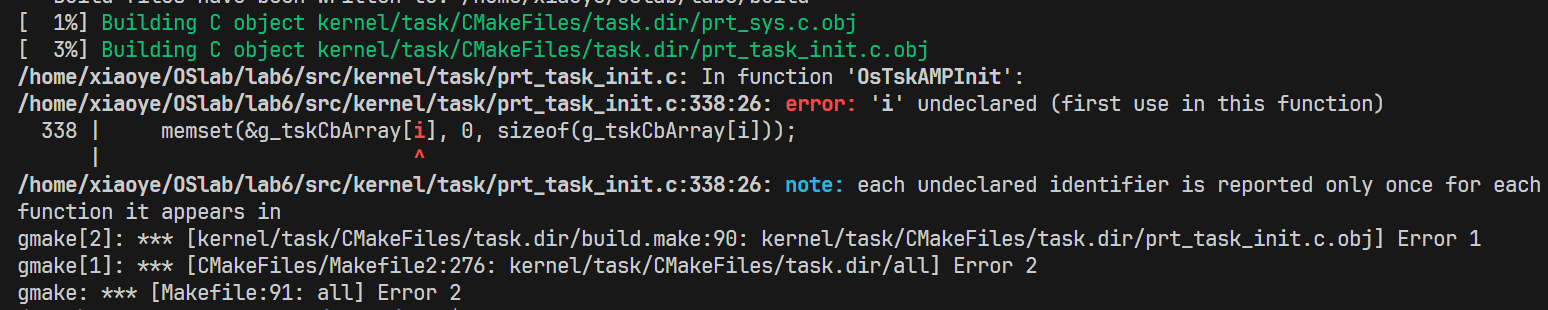 [  1%] Building C object kernel/task/CMakeFiles/task.dir/prt_sys.c.obj
[  3%] Building C object kernel/task/CMakeFiles/task.dir/prt_task_init.c.obj
/home/xiaoye/OSlab/lab6/src/kernel/task/prt_task_init.c: In function 'OsTskAMPInit':
/home/xiaoye/OSlab/lab6/src/kernel/task/prt_task_init.c:338:26: error: 'i' undeclared (first use in this function)
  338 |     memset(&g_tskCbArray[i], 0, sizeof(g_tskCbArray[i]));
      |                          ^
/home/xiaoye/OSlab/lab6/src/kernel/task/prt_task_init.c:338:26: note: each undeclared identifier is reported only once for each
function it appears in
gmake[2]: *** [kernel/task/CMakeFiles/task.dir/build.make:90: kernel/task/CMakeFiles/task.dir/prt_task_init.c.obj] Error 1
gmake[1]: *** [CMakeFiles/Makefile2:276: kernel/task/CMakeFiles/task.dir/all] Error 2
gmake: *** [Makefile:91: all] Error 2